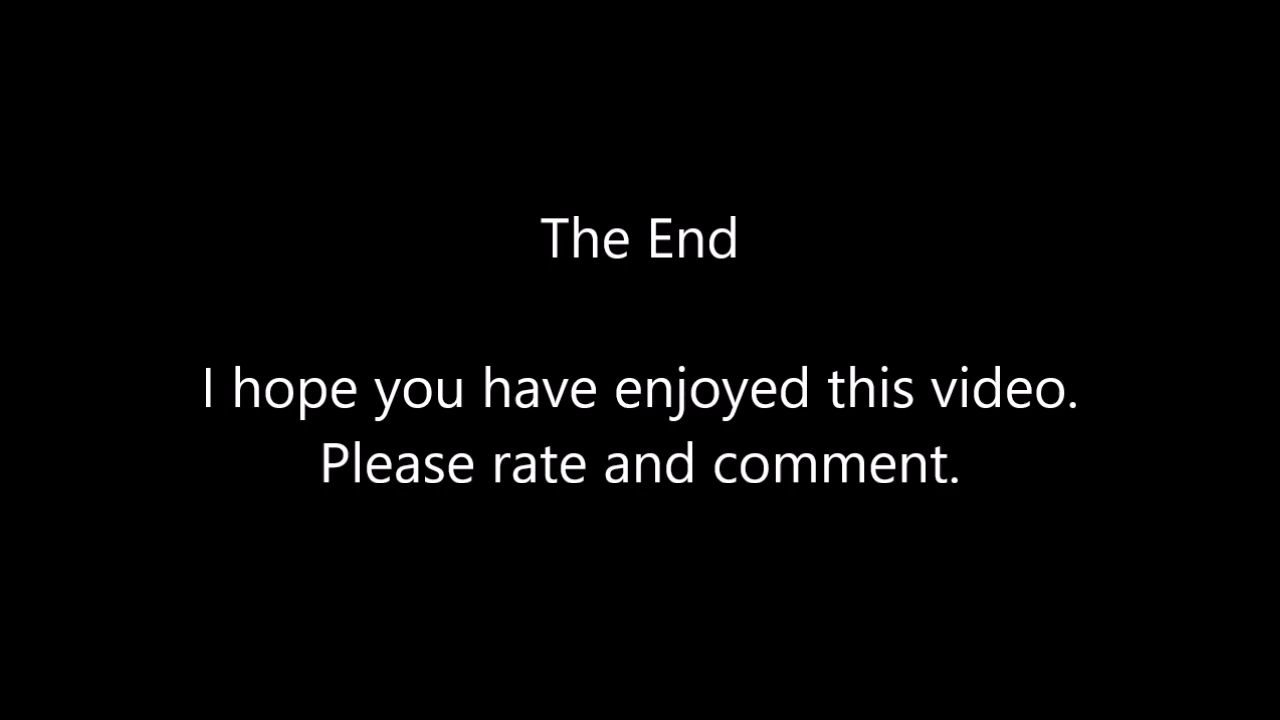 The End
I hope you have enjoyed this video.
Please rate and comment.